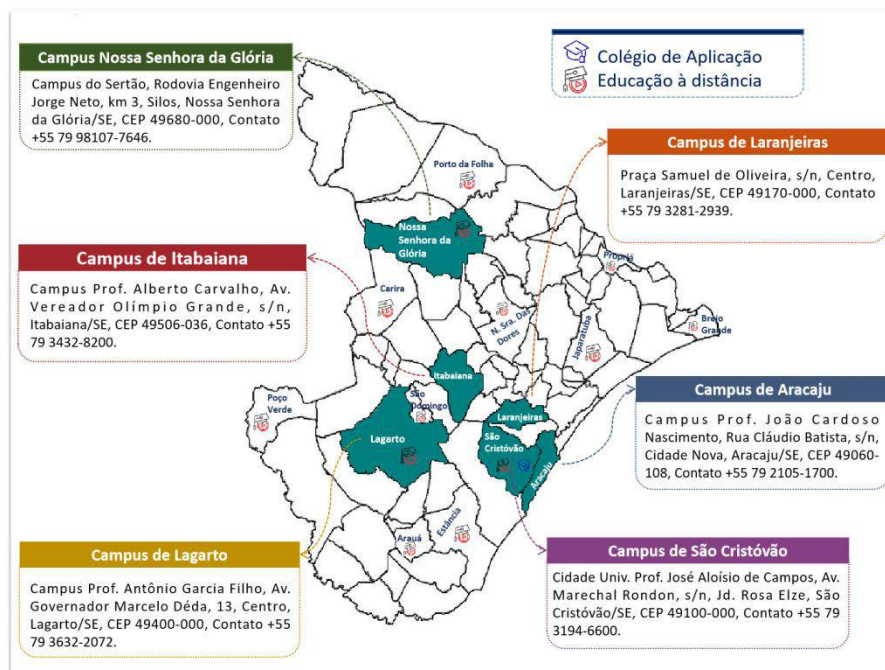 Campus Nossa Senhora da Glória
Campus do Sertão, Rodovia Engenheiro
Jorge Neto, km 3, Silos, Nossa Senhora
da Glória/SE, CEP 49680-000, Contato
+55 79 98107-7646.
Colégio de Aplicação
Educação à distância
Campus de Laranjeiras
Praça Samuel de Oliveira, s/n, Centro,
Laranjeiras/SE, CEP 49170-000, Contato
+55 79 3281-2939.
Porto da Folha
Nossa
Senhora da
Glória
Propriá
Campus de Itabaiana
Campus Prof. Alberto Carvalho, Av.
Vereador Olímpio Grande, s/n,
Itabaiana/SE, CEP 49506-036, Contato +55
79 3432-8200.
Carira
N. Sra. Das
Dores
Japaratuba
Brejo
Grande
Itabaiana
Poço
Verde
São
Domingo
Lagarto
Laranjeiras
São
Cristóvão
Aracaju
Campus de Aracaju
Campus Prof. João Cardoso
Nascimento, Rua Cláudio Batista, s/n,
Cidade Nova, Aracaju/SE, CEP 49060-
108, Contato +55 79 2105-1700.
Arauá
Estância
Campus de Lagarto
Campus Prof. Antônio Garcia Filho, Av.
Governador Marcelo Déda, 13, Centro,
Lagarto/SE, CEP 49400-000, Contato +55
79 3632-2072.
Campus de São Cristóvão
Cidade Univ. Prof. José Aloísio de Campos, Av.
Marechal Rondon, s/n, Jd. Rosa Elze, São
Cristóvão/SE, CEP 49100-000, Contato +55 79
3194-6600.